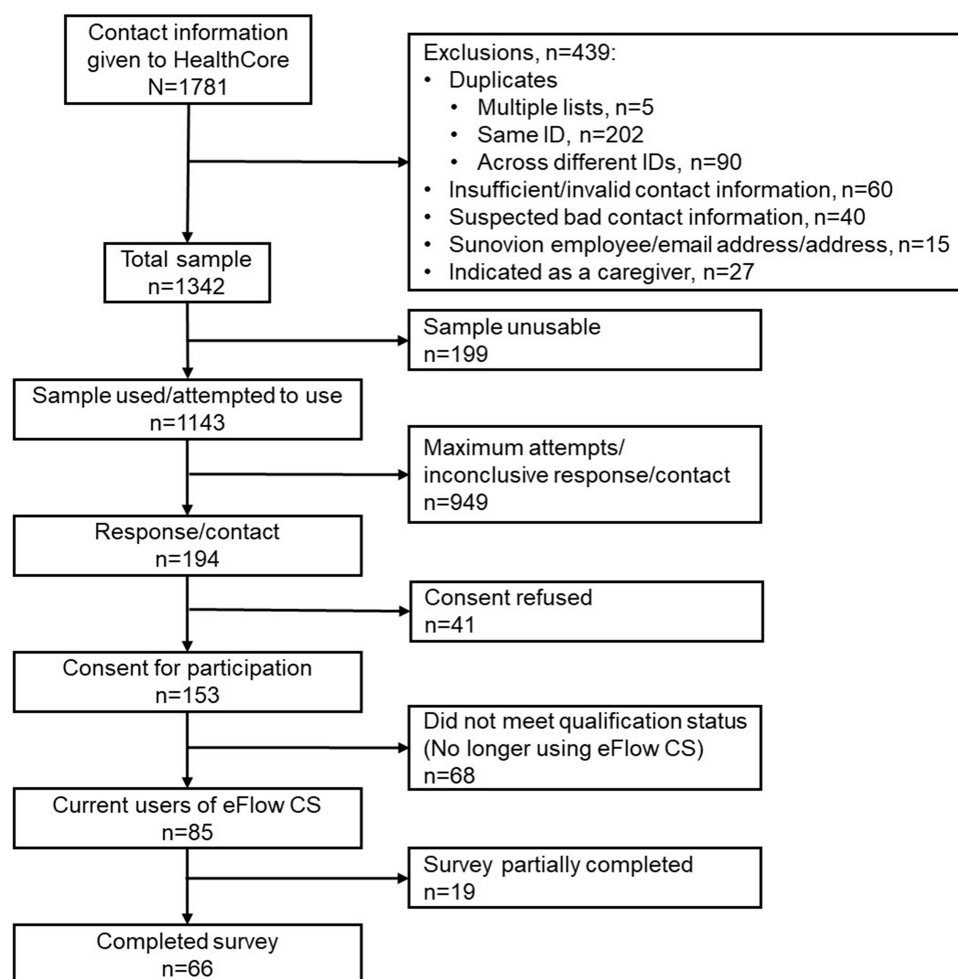 Contact information
given to HealthCore
N=1781
Exclusions, n=439:
• Duplicates
• Multiple lists, n=5
• Same ID, n=202
• Across different IDs, n=90
• Insufficient/invalid contact information, n=60
• Suspected bad contact information, n=40
• Sunovion employee/email address/address, n=15
• Indicated as a caregiver, n=27
Total sample
n=1342
Sample unusable
n=199
Sample used/attempted to use
n=1143
Maximum attempts/
inconclusive response/contact
n=949
Response/contact
n=194
Consent refused
n=41
Consent for participation
n=153
Did not meet qualification status
(No longer using eFlow CS)
n=68
Current users of eFlow CS
n=85
Survey partially completed
n=19
Completed survey
n=66